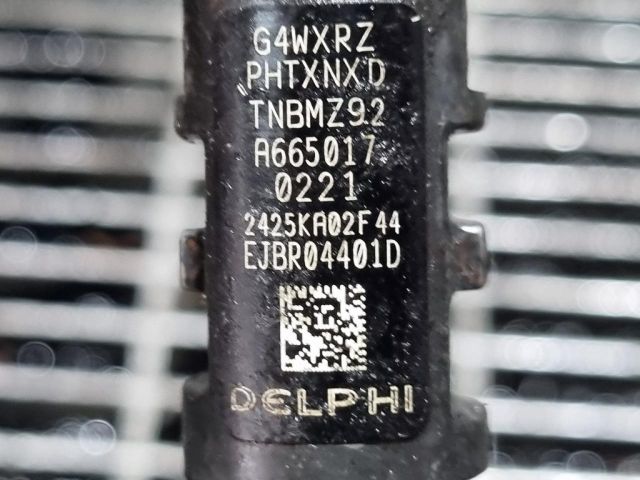 G4WXRZ
PHTXNXD
TNBMZ92
A665017
0221
2425KA02F44
EJBR04401D
DELPHI